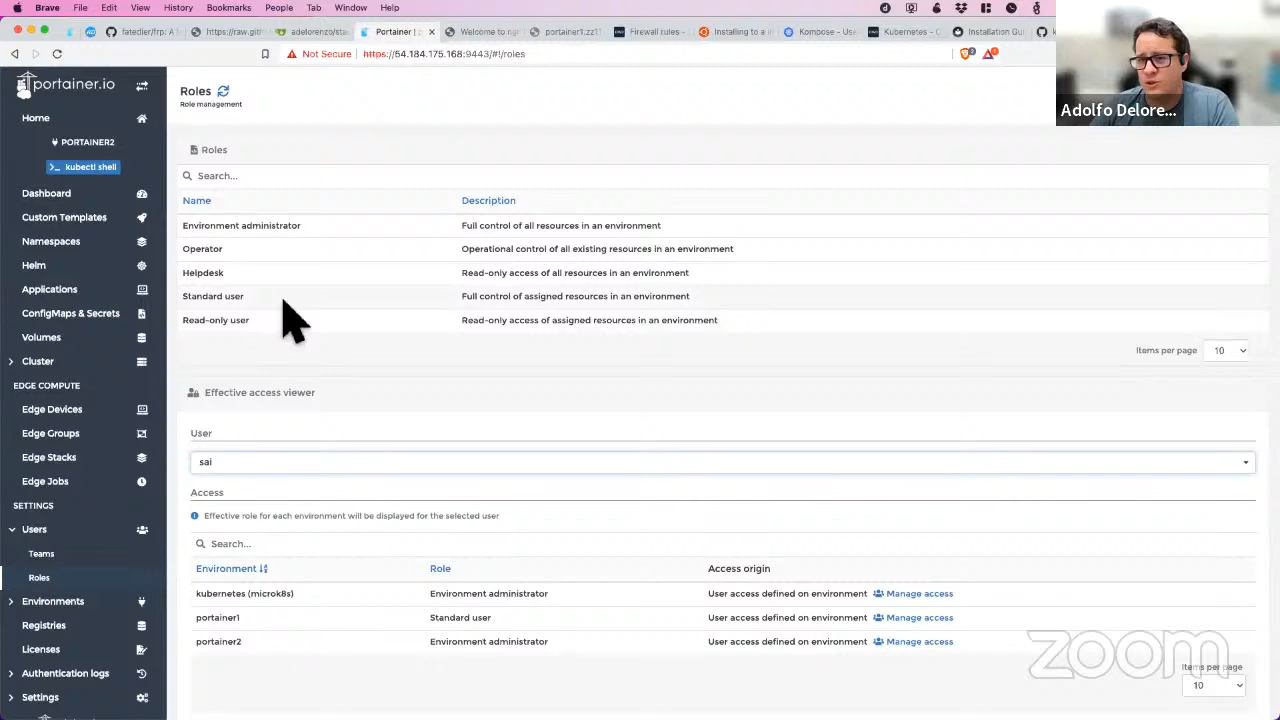 Brave File Edit View History Bookmarks People Tab Window Help
fatedier/frp: A f
https://raw.gith
adelorenzo/sta
Portainer |
Welcome to ngi
portainer1.zz1
Firewall rules -
Installing to a m
Kompose - Use
Kubernetes - C
Not Secure https://54.184.175.168:9443/#!/roles
Adolfo Delore...
portainer.io
Home
PORTAINER2
kubectl shell
Dashboard
Custom Templates
Namespaces
Helm
Applications
ConfigMaps & Secrets
Volumes
Cluster
EDGE COMPUTE
Edge Devices
Edge Groups
Edge Stacks
Edge Jobs
SETTINGS
Users
Teams
Roles
Environments
Registries
Licenses
Authentication logs
Settings
Roles
Role management
Roles
Search...
Name Description
Environment administrator Full control of all resources in an environment
Operator Operational control of all existing resources in an environment
Helpdesk Read-only access of all resources in an environment
Standard user Full control of assigned resources in an environment
Read-only user Read-only access of assigned resources in an environment
Items per page 10
Effective access viewer
User
sai
Access
Effective role for each environment will be displayed for the selected user
Search...
Environment Role Access origin
kubernetes (microk8s) Environment administrator User access defined on environment Manage access
portainer1 Standard user User access defined on environment Manage access
portainer2 Environment administrator User access defined on environment Manage access
zoom
Items per page
10